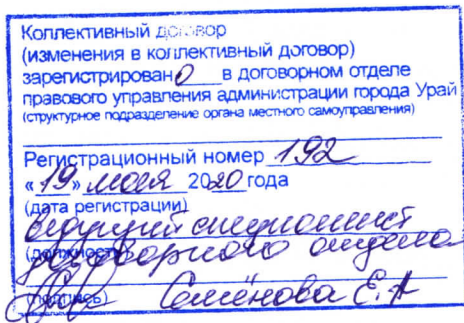 Коллективный договор
(изменения в коллективный договор)
зарегистрирован о в договорном отделе
правового управления администрации города Урай
(структурное подразделение органа местного самоуправления)
Регистрационный номер 192
«19» мая 2020 года
(дата регистрации)
ведущий специалист
(должность)
договорного отдела
(подпись) Семёнова Е.А